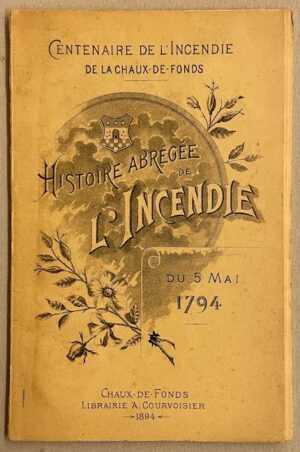 CENTENAIRE DE L'INCENDIE
DE LA CHAUX-DE-FONDS
HISTOIRE ABRÉGÉE
DE
L'INCENDIE
DU 5 MAI
1794
CHAUX-DE-FONDS
LIBRAIRIE A. COURVOISIER
1894